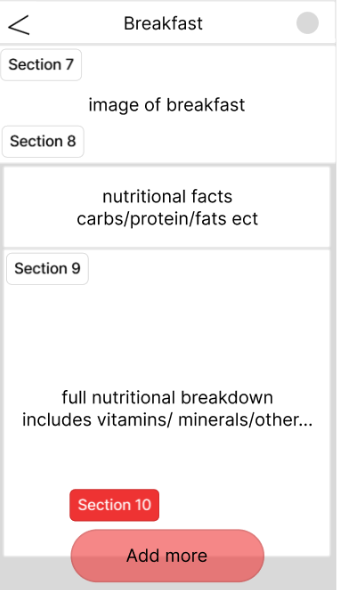 Breakfast
Section 7
image of breakfast
Section 8
nutritional facts
carbs/protein/fats ect
Section 9
full nutritional breakdown
includes vitamins/ minerals/other...
Section 10
Add more